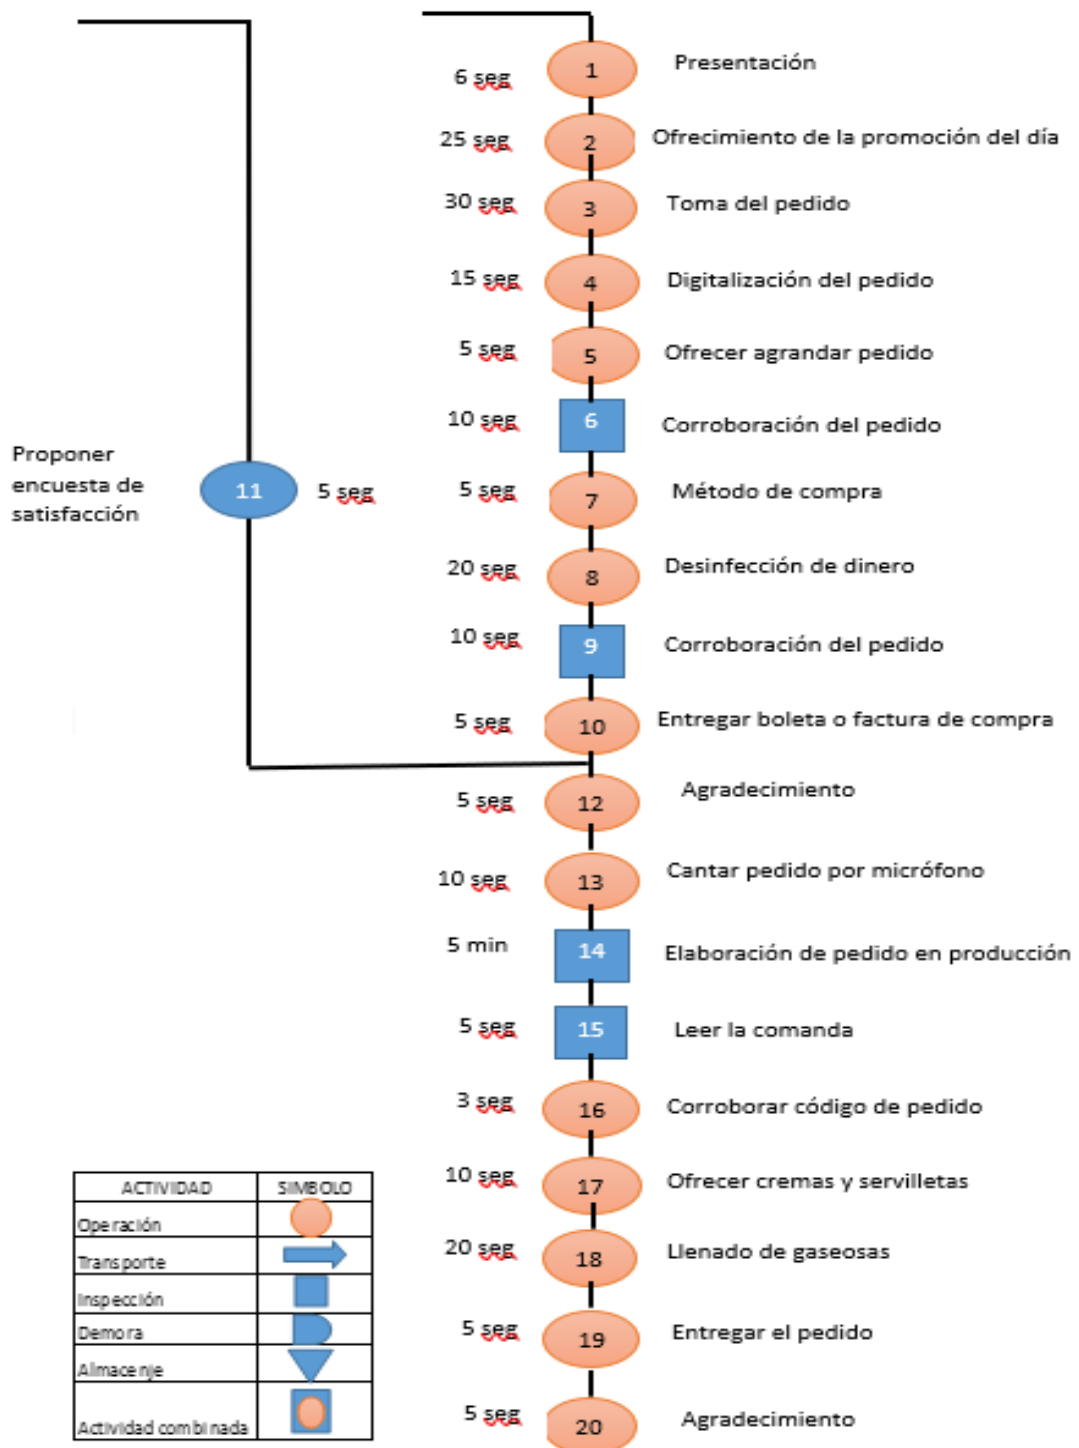 6 seg
1
Presentación
25 seg
2
Ofrecimiento de la promoción del día
30 seg
3
Toma del pedido
15 seg
4
Digitalización del pedido
5 seg
5
Ofrecer agrandar pedido
10 seg
6
Corroboración del pedido
Proponer
encuesta de
satisfacción
11
5 seg
5 seg
7
Método de compra
20 seg
8
Desinfección de dinero
10 seg
9
Corroboración del pedido
5 seg
10
Entregar boleta o factura de compra
5 seg
12
Agradecimiento
10 seg
13
Cantar pedido por micrófono
5 min
14
Elaboración de pedido en producción
5 seg
15
Leer la comanda
3 seg
16
Corroborar código de pedido
10 seg
17
Ofrecer cremas y servilletas
20 seg
18
Llenado de gaseosas
5 seg
19
Entregar el pedido
5 seg
20
Agradecimiento
ACTIVIDAD SIMBOLO
Operación
Transporte
Inspección
Demora
Almacenje
Actividad combinada